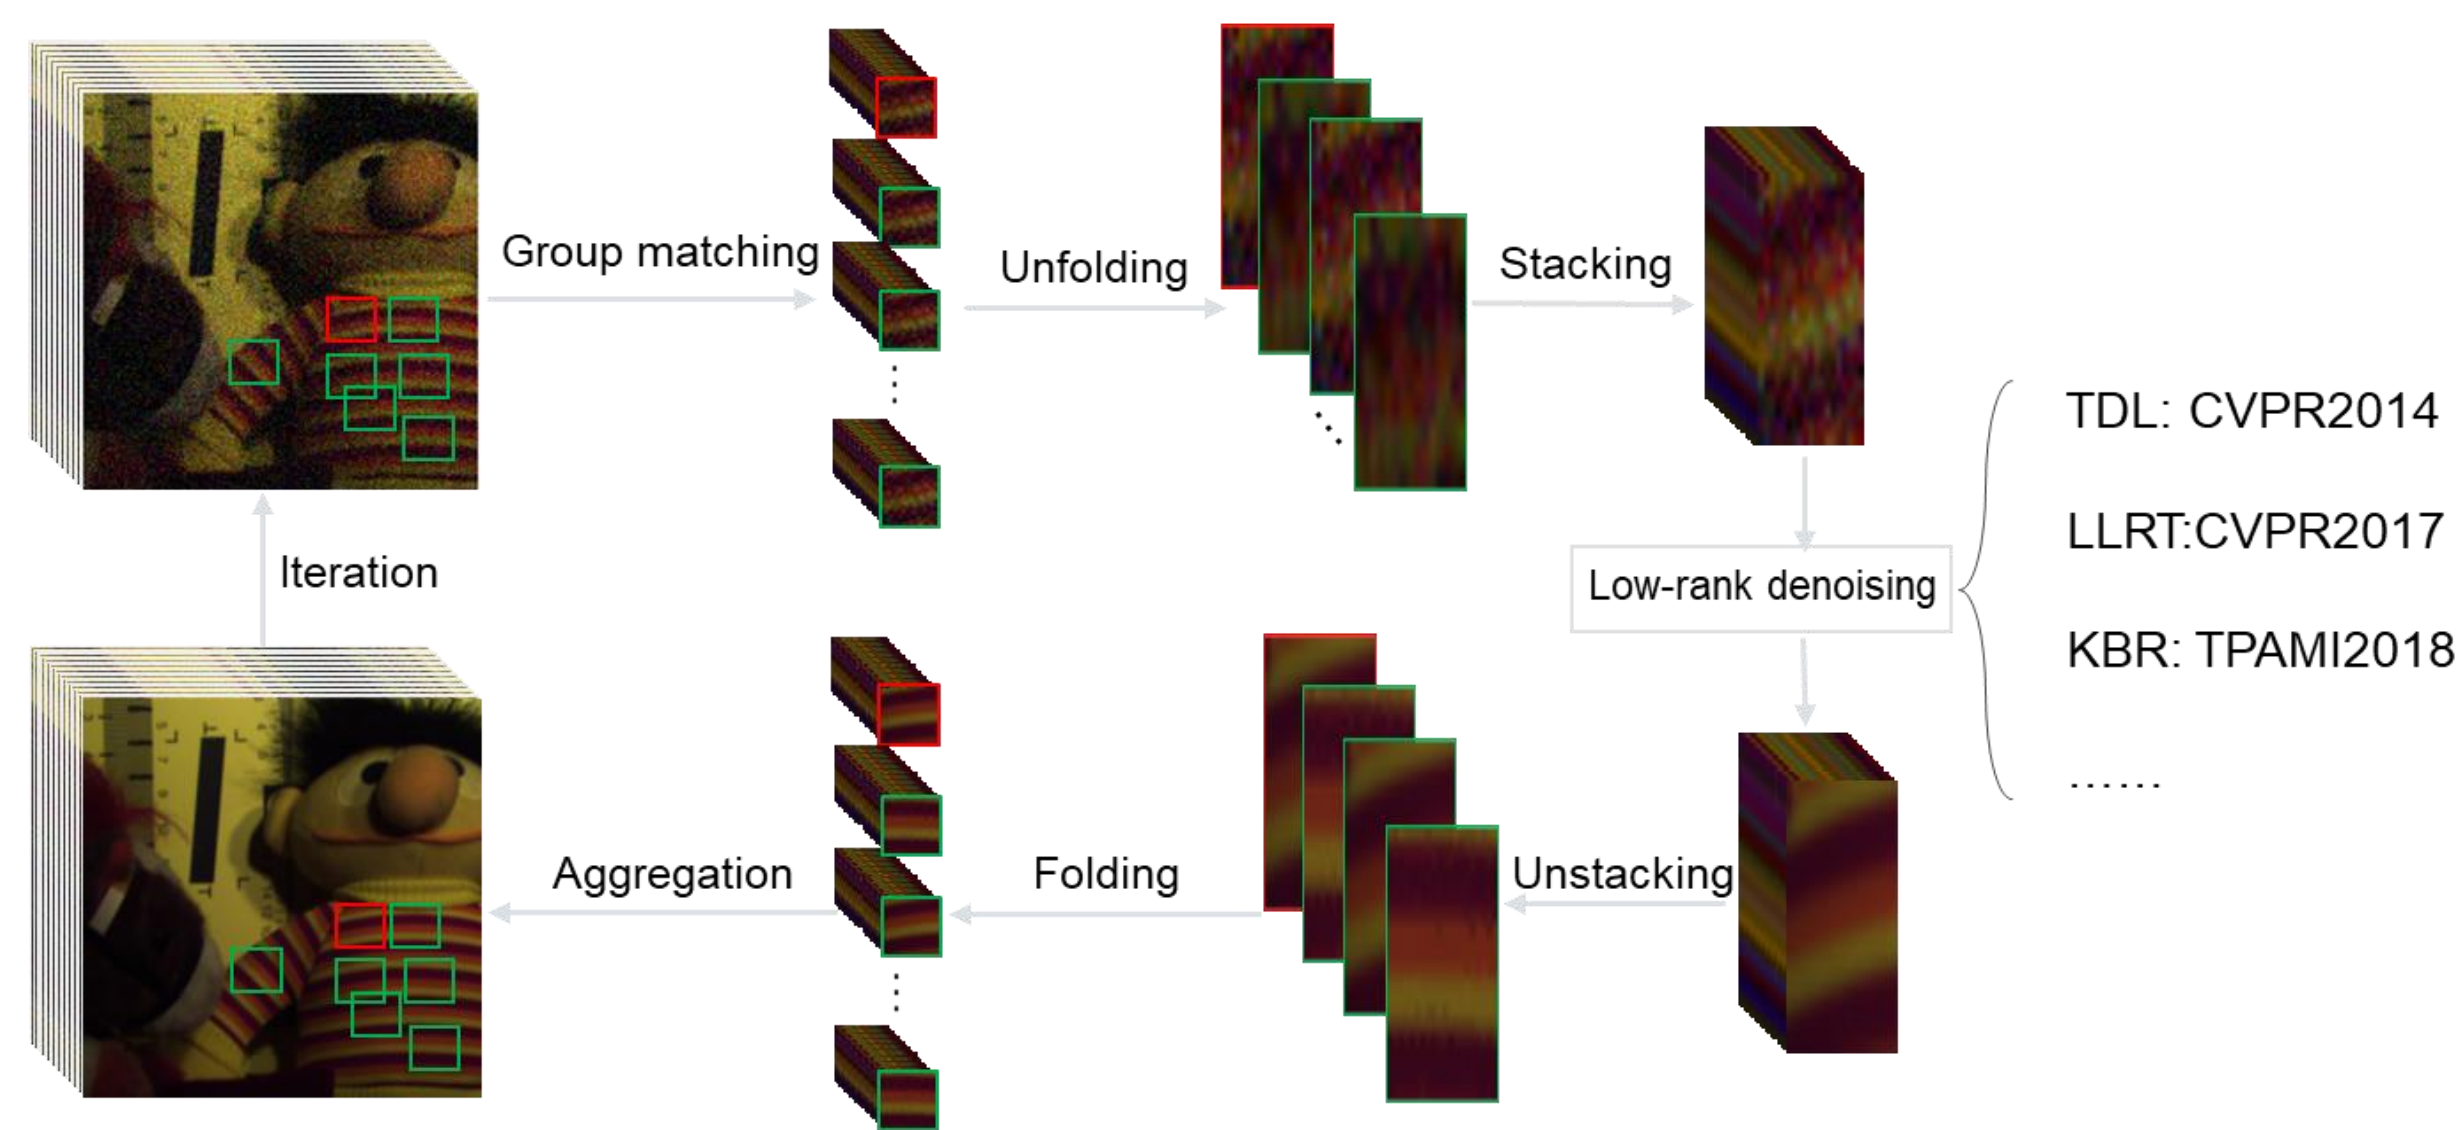 Group matching
Unfolding
Stacking
TDL: CVPR2014
LLRT:CVPR2017
Low-rank denoising
KBR: TPAMI2018
......
Iteration
Aggregation
Folding
Unstacking